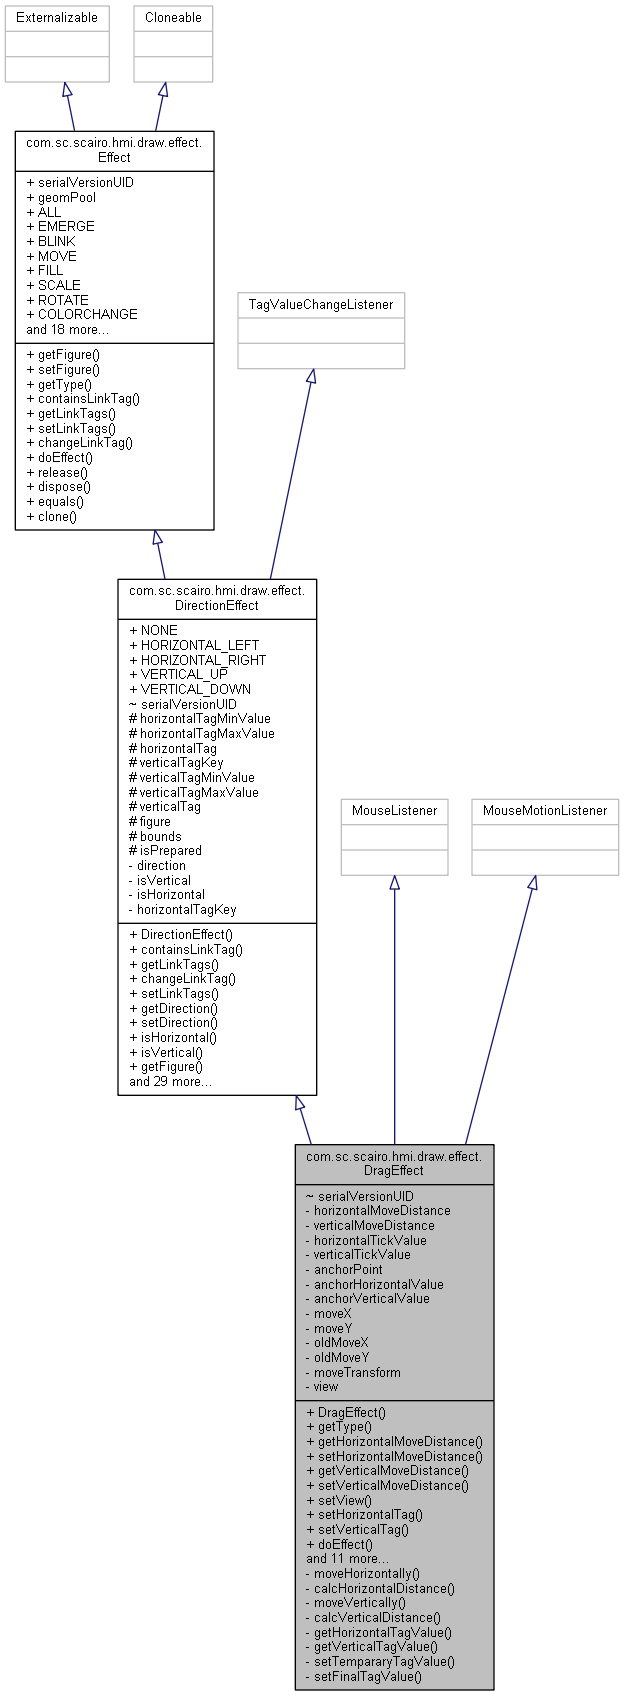 Externalizable
Cloneable
com.sc.scairo.hmi.draw.effect.
Effect
+ serialVersionUID
+ geomPool
+ ALL
+ EMERGE
+ BLINK
+ MOVE
+ FILL
+ SCALE
+ ROTATE
+ COLORCHANGE
and 18 more...
+ getFigure()
+ setFigure()
+ getType()
+ containsLinkTag()
+ getLinkTags()
+ setLinkTags()
+ changeLinkTag()
+ doEffect()
+ release()
+ dispose()
+ equals()
+ clone()
TagValueChangeListener
com.sc.scairo.hmi.draw.effect.
DirectionEffect
+ NONE
+ HORIZONTAL_LEFT
+ HORIZONTAL_RIGHT
+ VERTICAL_UP
+ VERTICAL_DOWN
~ serialVersionUID
# horizontalTagMinValue
# horizontalTagMaxValue
# horizontalTag
# verticalTagKey
# verticalTagMinValue
# verticalTagMaxValue
# verticalTag
# figure
# bounds
# isPrepared
- direction
- isVertical
- isHorizontal
- horizontalTagKey
+ DirectionEffect()
+ containsLinkTag()
+ getLinkTags()
+ changeLinkTag()
+ setLinkTags()
+ getDirection()
+ setDirection()
+ isHorizontal()
+ isVertical()
+ getFigure()
and 29 more...
MouseListener
MouseMotionListener
com.sc.scairo.hmi.draw.effect.
DragEffect
~ serialVersionUID
- horizontalMoveDistance
- verticalMoveDistance
- horizontalTickValue
- verticalTickValue
- anchorPoint
- anchorHorizontalValue
- anchorVerticalValue
- moveX
- moveY
- oldMoveX
- oldMoveY
- moveTransform
- view
+ DragEffect()
+ getType()
+ getHorizontalMoveDistance()
+ setHorizontalMoveDistance()
+ getVerticalMoveDistance()
+ setVerticalMoveDistance()
+ setView()
+ setHorizontalTag()
+ setVerticalTag()
+ doEffect()
and 11 more...
- moveHorizontally()
- calcHorizontalDistance()
- moveVertically()
- calcVerticalDistance()
- getHorizontalTagValue()
- getVerticalTagValue()
- setTempararyTagValue()
- setFinalTagValue()